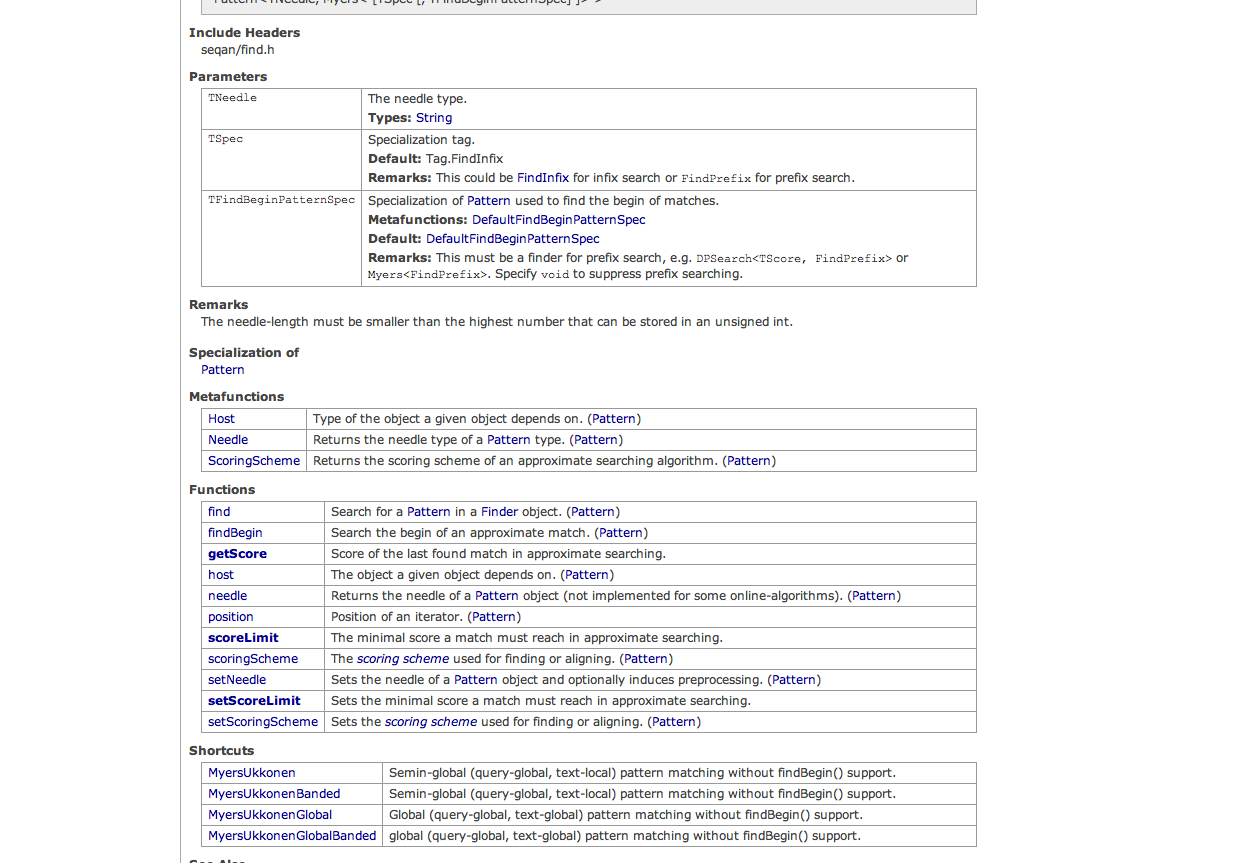 Pattern<TNeedle, Myers< [TSpec [, TFindBeginPatternSpec] ]> >
Include Headers
seqan/find.h
Parameters
TNeedle
The needle type.
Types: String
TSpec
Specialization tag.
Default: Tag.FindInfix
Remarks: This could be FindInfix for infix search or FindPrefix for prefix search.
TFindBeginPatternSpec
Specialization of Pattern used to find the begin of matches.
Metafunctions: DefaultFindBeginPatternSpec
Default: DefaultFindBeginPatternSpec
Remarks: This must be a finder for prefix search, e.g. DPSearch<TScore, FindPrefix> or
Myers<FindPrefix>. Specify void to suppress prefix searching.
Remarks
The needle-length must be smaller than the highest number that can be stored in an unsigned int.
Specialization of
Pattern
Metafunctions
Host Type of the object a given object depends on. (Pattern)
Needle Returns the needle type of a Pattern type. (Pattern)
ScoringScheme Returns the scoring scheme of an approximate searching algorithm. (Pattern)
Functions
find Search for a Pattern in a Finder object. (Pattern)
findBegin Search the begin of an approximate match. (Pattern)
getScore Score of the last found match in approximate searching.
host The object a given object depends on. (Pattern)
needle Returns the needle of a Pattern object (not implemented for some online-algorithms). (Pattern)
position Position of an iterator. (Pattern)
scoreLimit The minimal score a match must reach in approximate searching.
scoringScheme The scoring scheme used for finding or aligning. (Pattern)
setNeedle Sets the needle of a Pattern object and optionally induces preprocessing. (Pattern)
setScoreLimit Sets the minimal score a match must reach in approximate searching.
setScoringScheme Sets the scoring scheme used for finding or aligning. (Pattern)
Shortcuts
MyersUkkonen Semin-global (query-global, text-local) pattern matching without findBegin() support.
MyersUkkonenBanded Semin-global (query-global, text-local) pattern matching without findBegin() support.
MyersUkkonenGlobal Global (query-global, text-global) pattern matching without findBegin() support.
MyersUkkonenGlobalBanded global (query-global, text-global) pattern matching without findBegin() support.
See Also